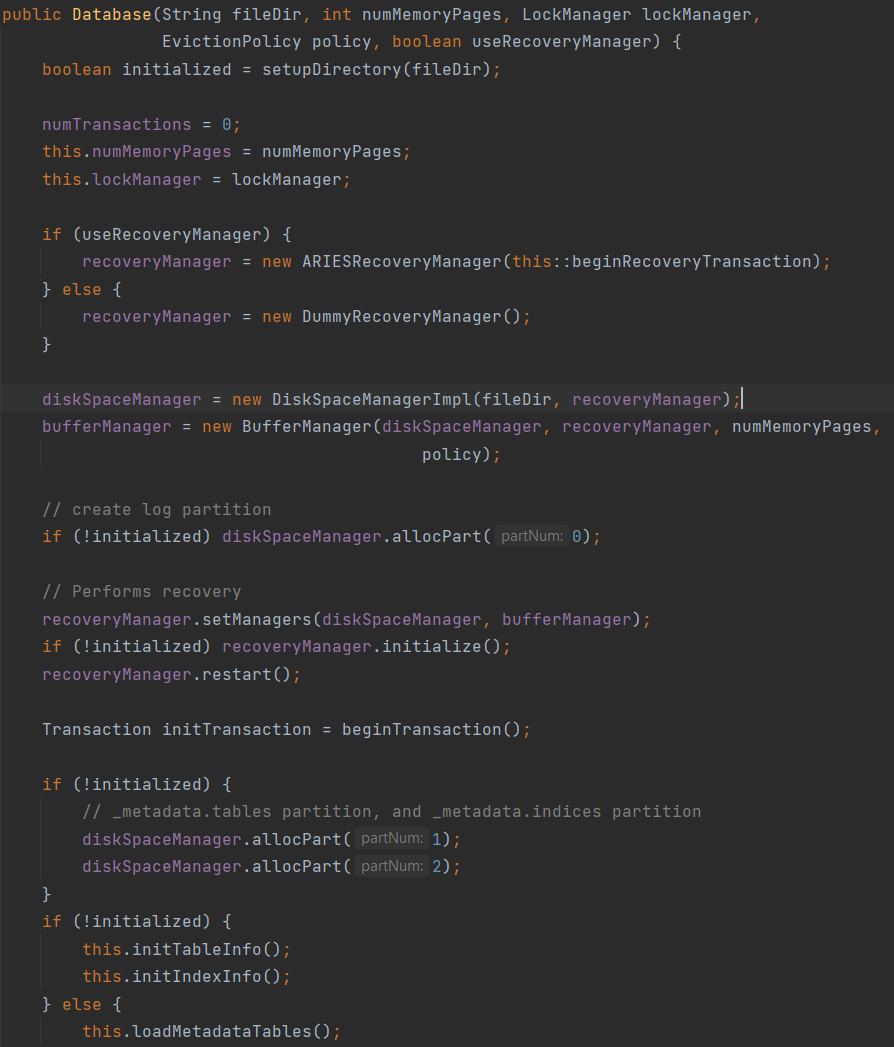 public Database(String fileDir, int numMemoryPages, LockManager lockManager,
                EvictionPolicy policy, boolean useRecoveryManager) {
    boolean initialized = setupDirectory(fileDir);

    numTransactions = 0;
    this.numMemoryPages = numMemoryPages;
    this.lockManager = lockManager;

    if (useRecoveryManager) {
        recoveryManager = new ARIESRecoveryManager(this::beginRecoveryTransaction);
    } else {
        recoveryManager = new DummyRecoveryManager();
    }

    diskSpaceManager = new DiskSpaceManagerImpl(fileDir, recoveryManager);
    bufferManager = new BufferManager(diskSpaceManager, recoveryManager, numMemoryPages,
                                          policy);

    // create log partition
    if (!initialized) diskSpaceManager.allocPart( partNum: 0);

    // Performs recovery
    recoveryManager.setManagers(diskSpaceManager, bufferManager);
    if (!initialized) recoveryManager.initialize();
    recoveryManager.restart();

    Transaction initTransaction = beginTransaction();

    if (!initialized) {
        // _metadata.tables partition, and _metadata.indices partition
        diskSpaceManager.allocPart( partNum: 1);
        diskSpaceManager.allocPart( partNum: 2);
    }
    if (!initialized) {
        this.initTableInfo();
        this.initIndexInfo();
    } else {
        this.loadMetadataTables();